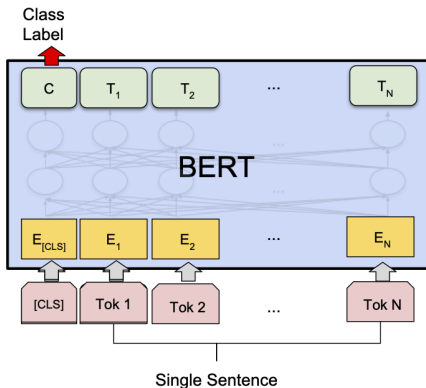 Class
Label
C T1 T2 ... TN
...
BERT
...
E[CLS] E1 E2 ... EN
[CLS] Tok 1 Tok 2 ... Tok N
Single Sentence